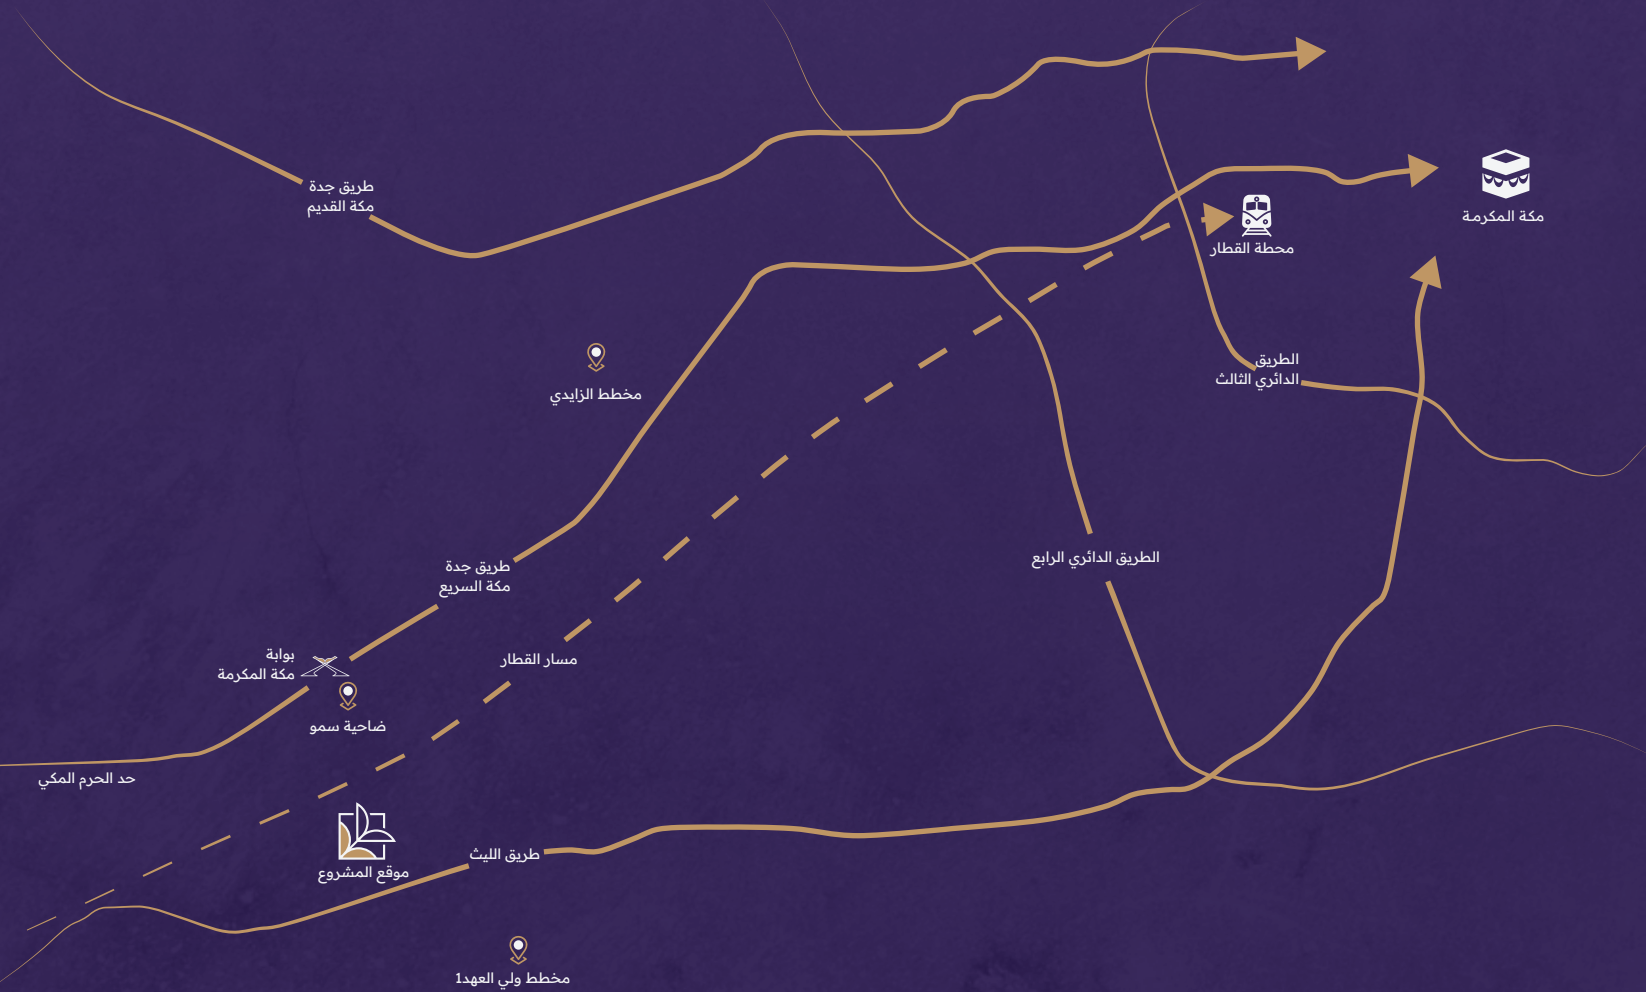 طريق جدة
مكة القديم
مكة المكرمة
محطة القطار
الطريق
الدائري الثالث
مخطط الزايدي
الطريق الدائري الرابع
طريق جدة
مكة السريع
بوابة
مكة المكرمة
مسار القطار
ضاحية سمو
حد الحرم المكي
طريق الليث
موقع المشروع
مخطط ولي العهد1